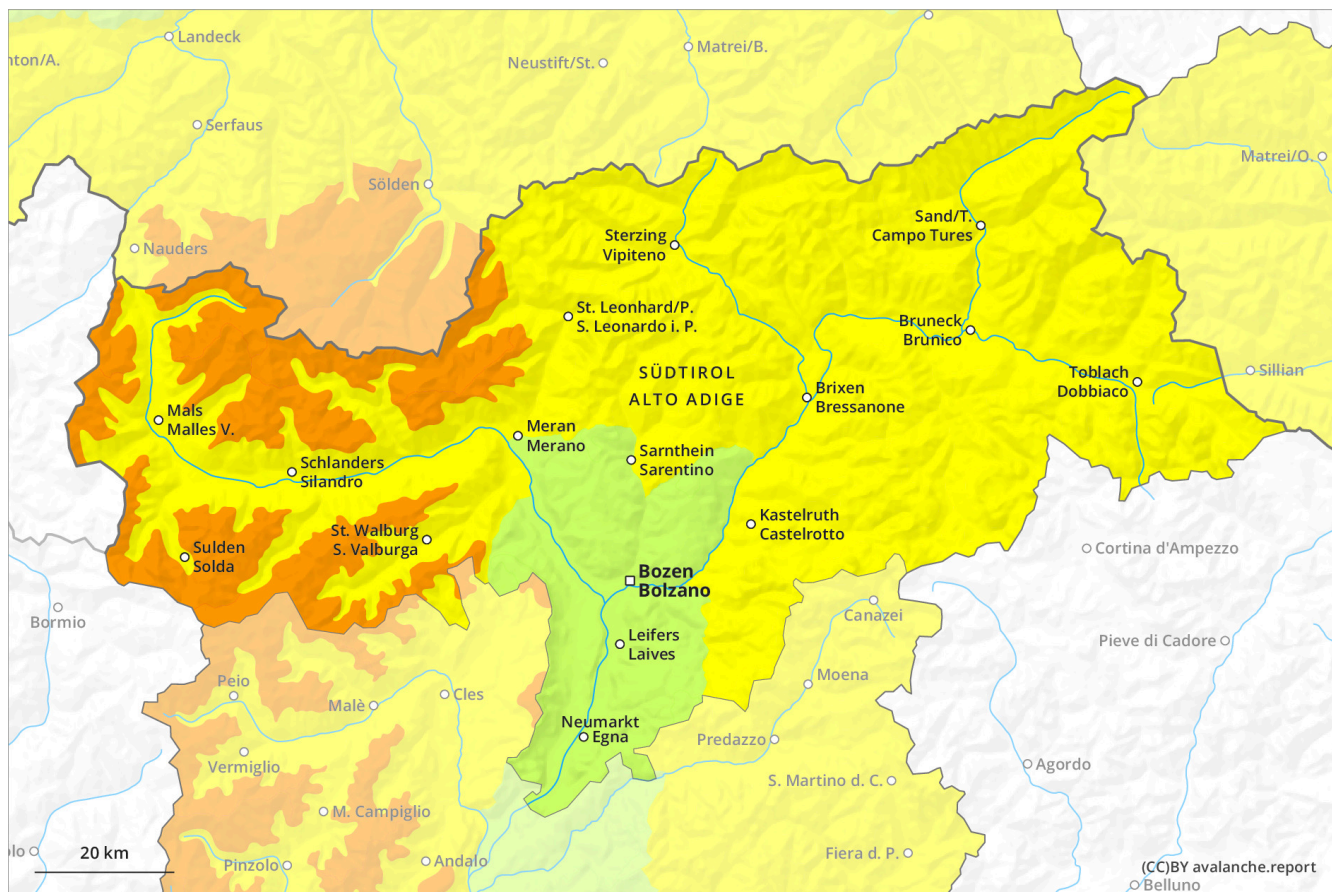 Landeck
nton/A.
Matrei/B.
Neustift/St.
Serfaus
Matrei/O.
Sölden
Sand/T.
Campo Tures
Sterzing
Vipiteno
Nauders
St. Leonhard/P.
S. Leonardo i. P.
Bruneck
Brunico
SÜDTIROL
ALTO ADIGE
Toblach
Dobbiaco
Sillian
Brixen
Bressanone
Mals
Malles V.
Meran
Merano
Sarnthein
Sarentino
Schlanders
Silandro
Kastelruth
Castelrotto
St. Walburg
S. Valburga
Sulden
Solda
Cortina d'Ampezzo
Bozen
Bolzano
Bormio
Canazei
Leifers
Laives
Pieve di Cadore
Peio
Moena
Cles
Malè
Neumarkt
Egna
Predazzo
Vermiglio
Agordo
S. Martino d. C.
M. Campiglio
olo
20 km
Pinzolo
Andalo
Fiera d. P.
(CC)BY avalanche.report
Belluno